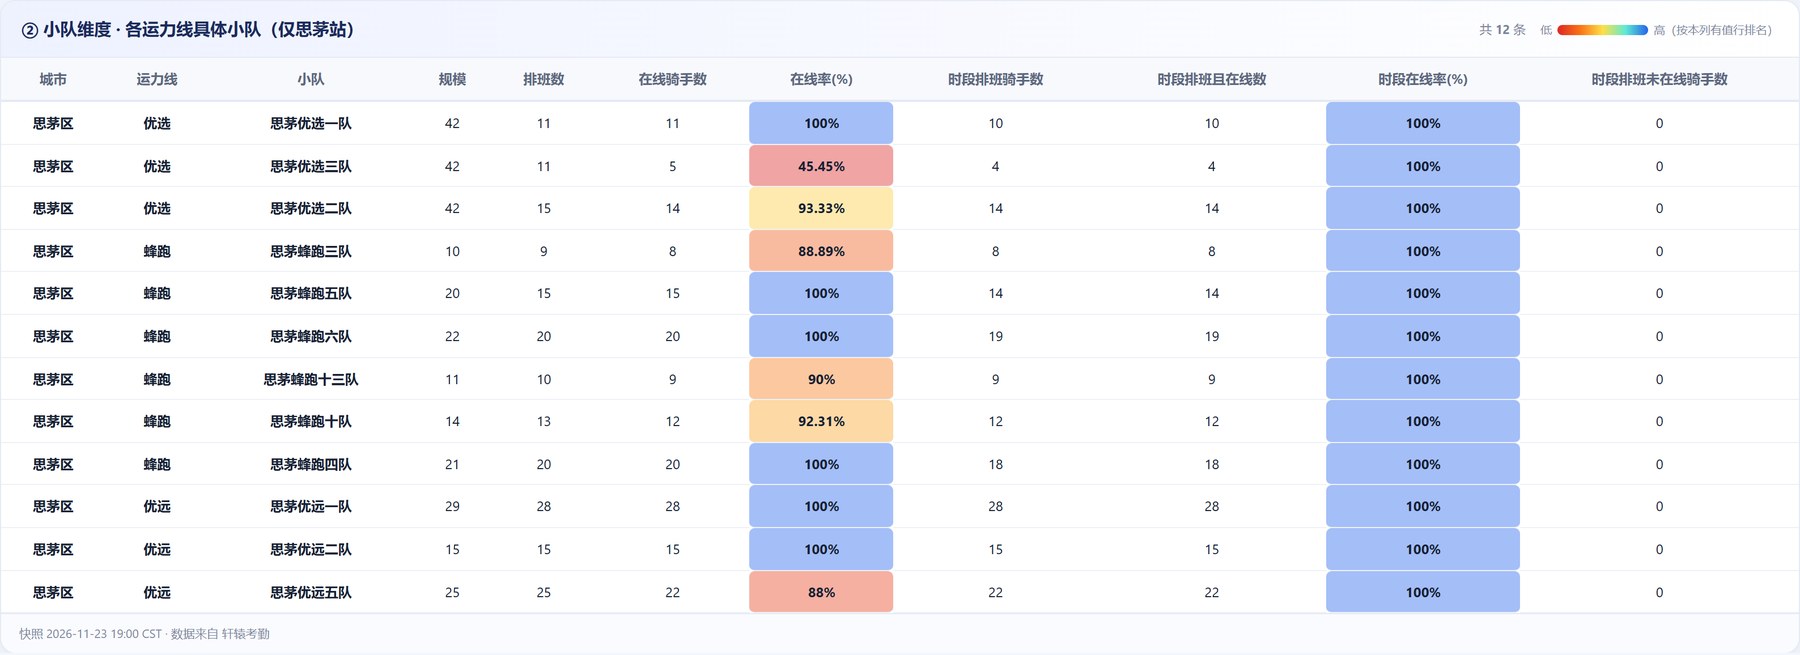 ② 小队维度 · 各运力线具体小队（仅思茅站）
共 12 条 低 高 (按本列有值行排名)
城市 运力线 小队 规模 排班数 在线骑手数 在线率(%) 时段排班骑手数 时段排班且在线数 时段在线率(%) 时段排班未在线骑手数
思茅区 优选 思茅优选一队 42 11 11 100% 10 10 100% 0
思茅区 优选 思茅优选三队 42 11 5 45.45% 4 4 100% 0
思茅区 优选 思茅优选二队 42 15 14 93.33% 14 14 100% 0
思茅区 蜂跑 思茅蜂跑三队 10 9 8 88.89% 8 8 100% 0
思茅区 蜂跑 思茅蜂跑五队 20 15 15 100% 14 14 100% 0
思茅区 蜂跑 思茅蜂跑六队 22 20 20 100% 19 19 100% 0
思茅区 蜂跑 思茅蜂跑十三队 11 10 9 90% 9 9 100% 0
思茅区 蜂跑 思茅蜂跑十队 14 13 12 92.31% 12 12 100% 0
思茅区 蜂跑 思茅蜂跑四队 21 20 20 100% 18 18 100% 0
思茅区 优远 思茅优远一队 29 28 28 100% 28 28 100% 0
思茅区 优远 思茅优远二队 15 15 15 100% 15 15 100% 0
思茅区 优远 思茅优远五队 25 25 22 88% 22 22 100% 0
快照 2026-11-23 19:00 CST · 数据来自 轩辕考勤